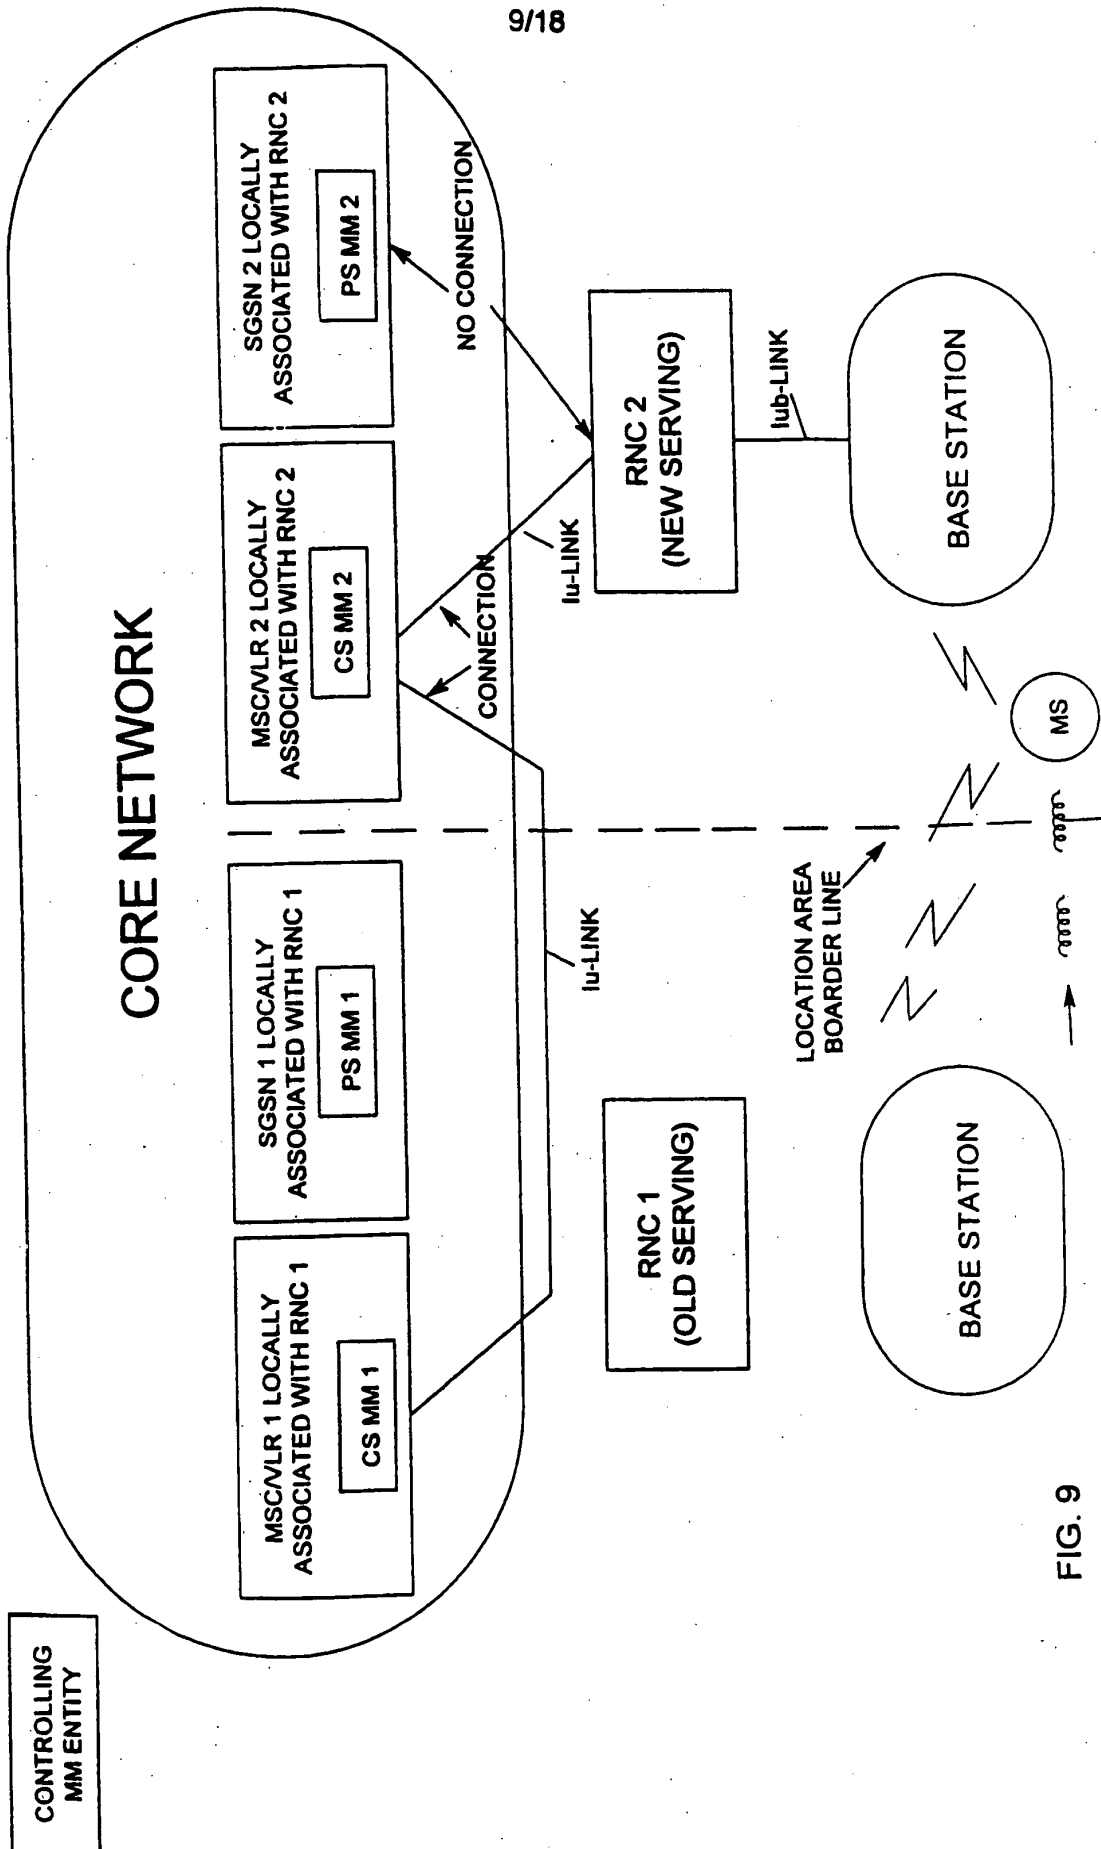 9/18
CONTROLLING
MM ENTITY
CORE NETWORK
MSC/VLR 1 LOCALLY
ASSOCIATED WITH RNC 1
CS MM 1
SGSN 1 LOCALLY
ASSOCIATED WITH RNC 1
PS MM 1
MSC/VLR 2 LOCALLY
ASSOCIATED WITH RNC 2
CS MM 2
SGSN 2 LOCALLY
ASSOCIATED WITH RNC 2
PS MM 2
CONNECTION
NO CONNECTION
Iu-LINK
Iu-LINK
RNC 1
(OLD SERVING)
RNC 2
(NEW SERVING)
Iub-LINK
LOCATION AREA
BOARDER LINE
BASE STATION
BASE STATION
MS
FIG. 9